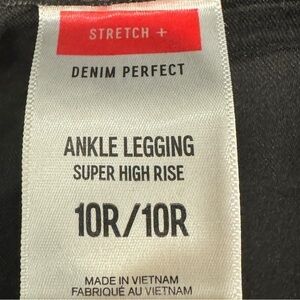 STRETCH +
DENIM PERFECT
ANKLE LEGGING
SUPER HIGH RISE
10R/10R
MADE IN VIETNAM
FABRIQUÉ AU VIETNAM